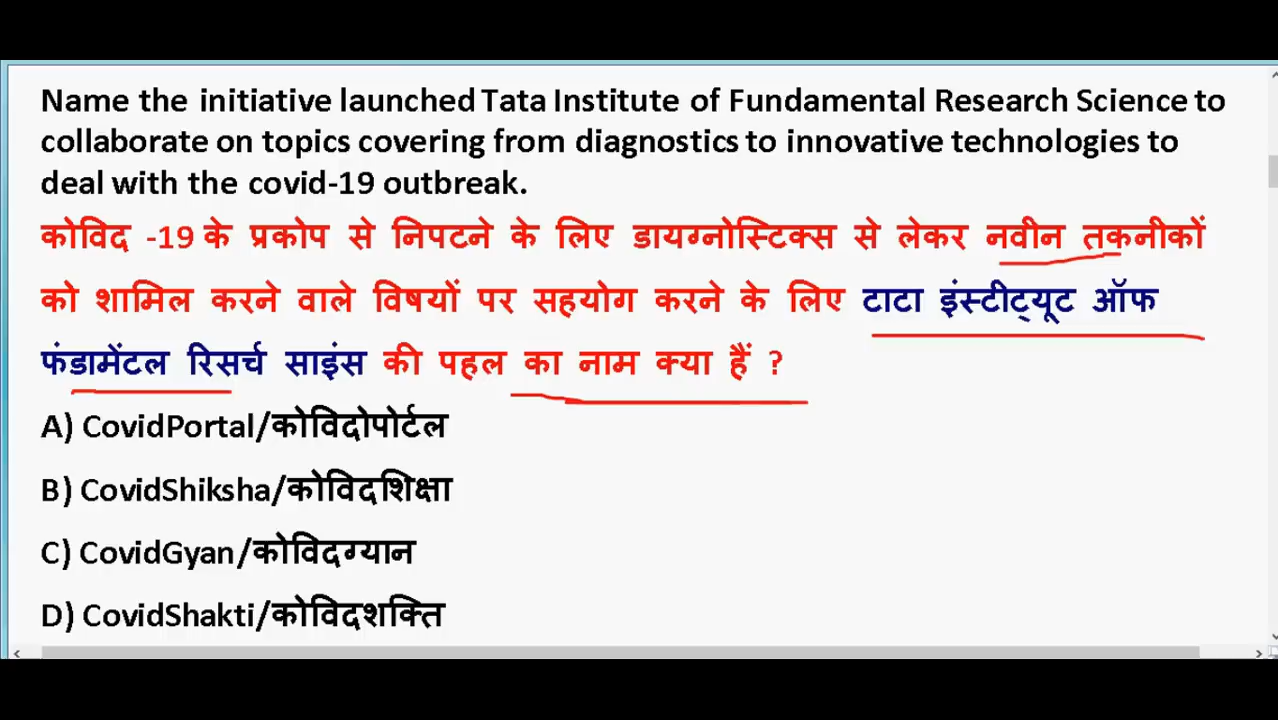 Name the initiative launched Tata Institute of Fundamental Research Science to
collaborate on topics covering from diagnostics to innovative technologies to
deal with the covid-19 outbreak.
कोविद -19 के प्रकोप से निपटने के लिए डायग्नोस्टिक्स से लेकर नवीन तकनीकों
को शामिल करने वाले विषयों पर सहयोग करने के लिए टाटा इंस्टीट्यूट ऑफ
फंडामेंटल रिसर्च साइंस की पहल का नाम क्या हैं ?
A) CovidPortal/कोविदोपोर्टल
B) CovidShiksha/कोविदशिक्षा
C) CovidGyan/कोविदग्यान
D) CovidShakti/कोविदशक्ति